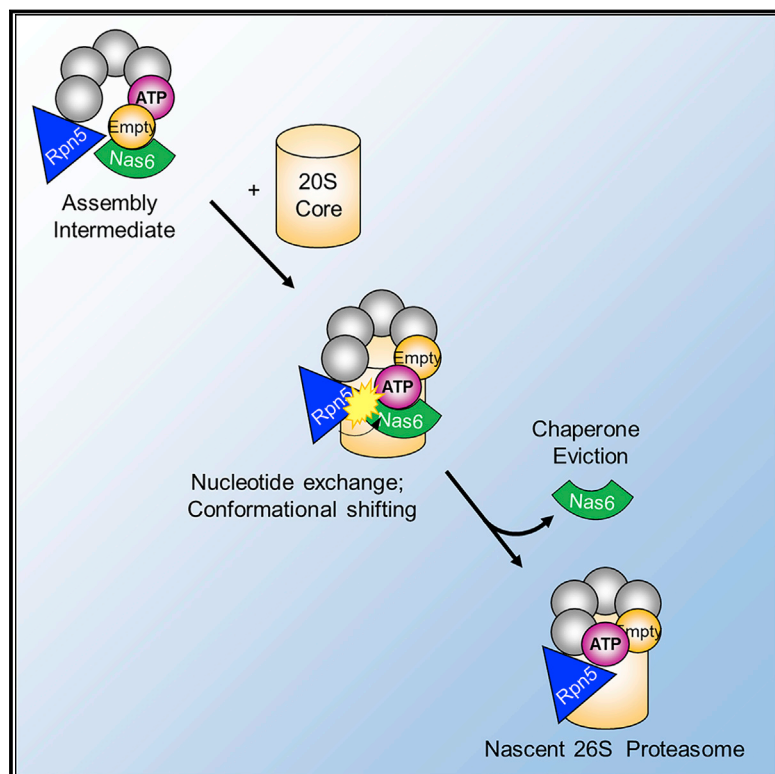 ATP
Empty
Rpn5
Nas6
Assembly
Intermediate
+
20S
Core
Empty
ATP
Rpn5
Nas6
Nucleotide exchange;
Conformational shifting
Chaperone
Eviction
Nas6
ATP
Empty
Rpn5
Nascent 26S Proteasome